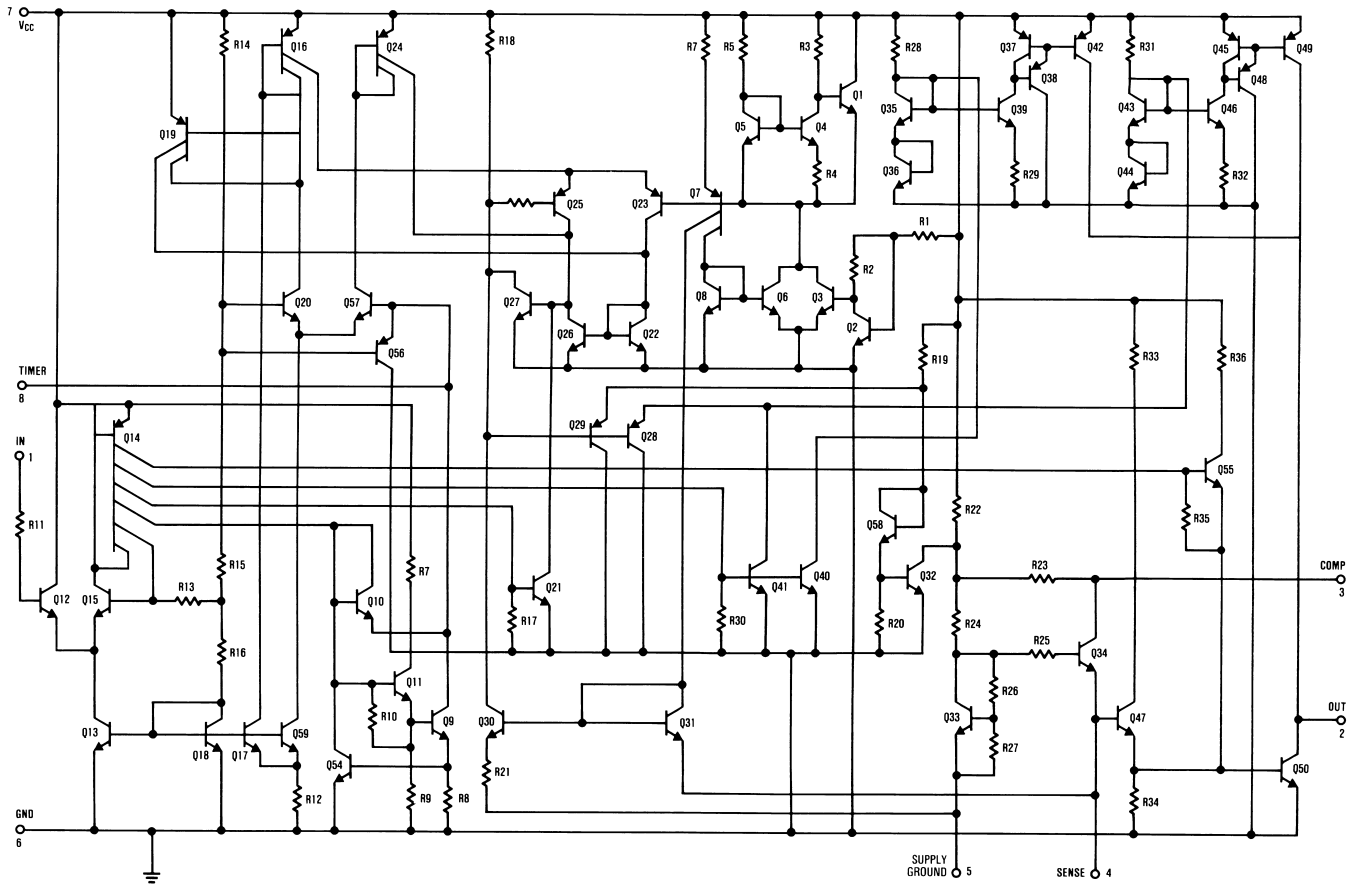 7
VCC
R14
Q16
Q24
R18
R7
R5
R3
Q1
R28
Q37
Q42
Q38
R31
Q45
Q49
Q48
Q19
Q5
Q4
Q35
Q39
Q43
Q46
R4
Q36
R29
Q44
R32
Q25
Q23
Q7
R1
R2
Q20
Q57
Q27
Q8
Q6
Q3
Q26
Q22
Q2
Q56
R19
R33
R36
TIMER
8
Q14
Q29
Q28
IN
1
Q55
R11
R22
R35
Q58
R15
R7
R23
COMP
3
Q12
Q15
R13
Q10
Q21
Q41
Q40
Q32
R17
R30
R20
R24
R16
R25
Q34
Q11
R26
R10
Q9
Q30
Q31
Q33
Q47
OUT
2
Q13
Q18
Q17
Q59
R27
Q54
R21
Q50
R12
R9
R8
R34
GND
6
SUPPLY
GROUND
5
SENSE
4